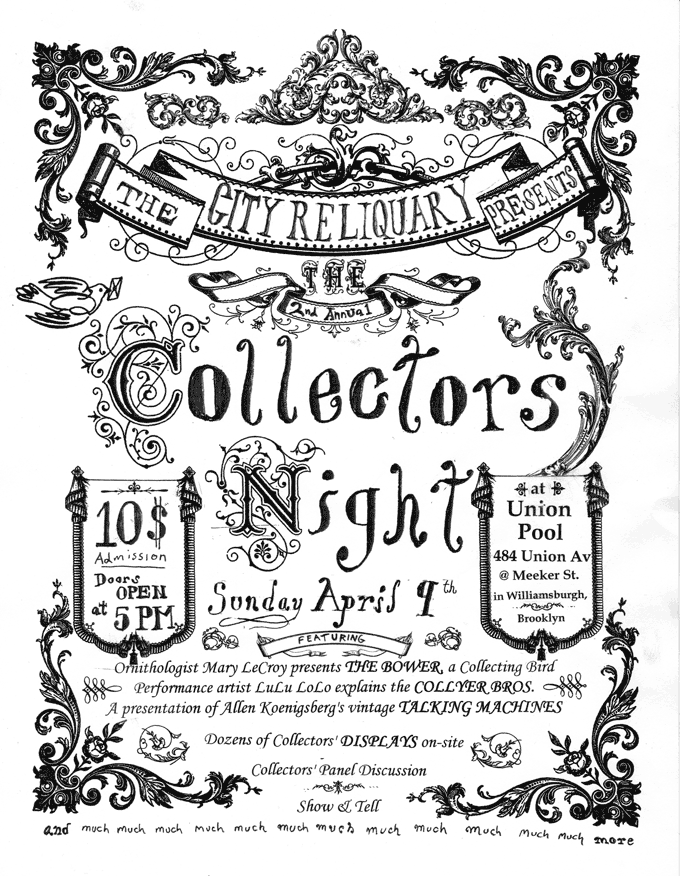 THE CITY RELIQUARY PRESENTS
THE
2nd Annual
Collectors
Night
10$
Admission
Doors
OPEN
at 5 PM
at
Union
Pool
484 Union Av
@ Meeker St.
in Williamsburgh,
Brooklyn
Sunday April 9th
FEATURING
Ornithologist Mary LeCroy presents THE BOWER, a Collecting Bird
Performance artist LuLu LoLo explains the COLLYER BROS.
A presentation of Allen Koenigsberg's vintage TALKING MACHINES
Dozens of Collectors' DISPLAYS on-site
Collectors' Panel Discussion
Show & Tell
and much much much much much much much much much much much much more